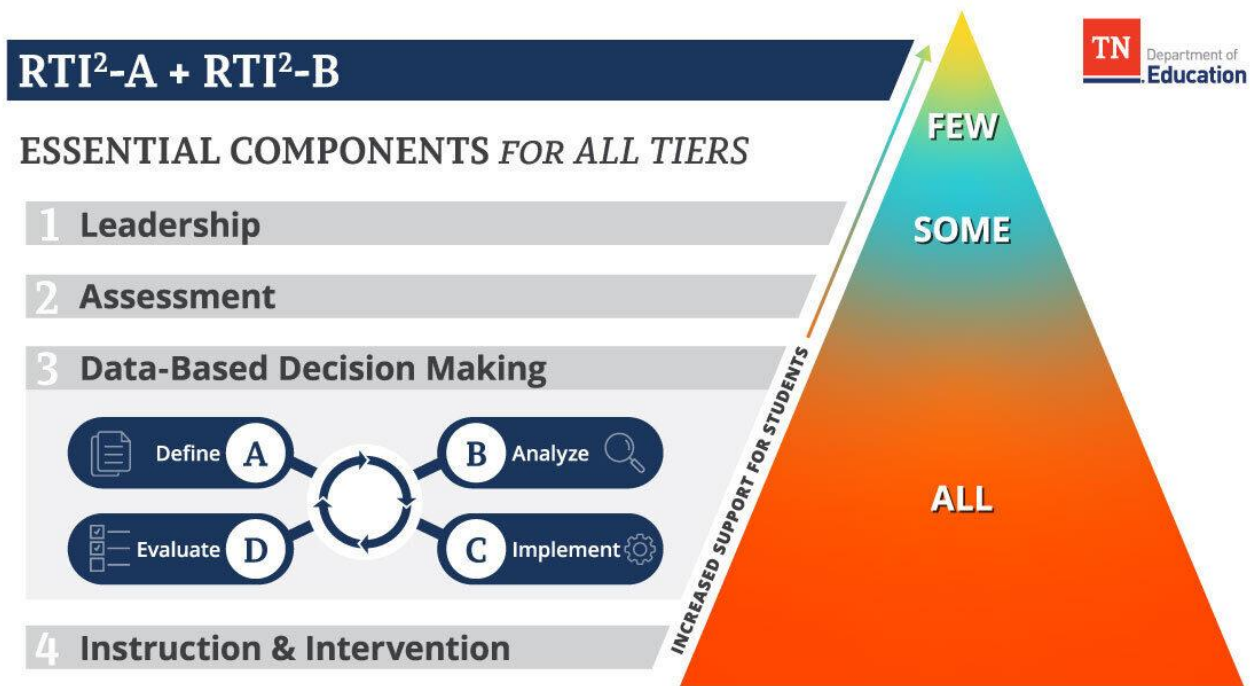 RTI²-A + RTI²-B
TN
Department of
Education
ESSENTIAL COMPONENTS FOR ALL TIERS
1 Leadership
2 Assessment
3 Data-Based Decision Making
Define A
B Analyze
Evaluate D
C Implement
4 Instruction & Intervention
INCREASED SUPPORT FOR STUDENTS
FEW
SOME
ALL